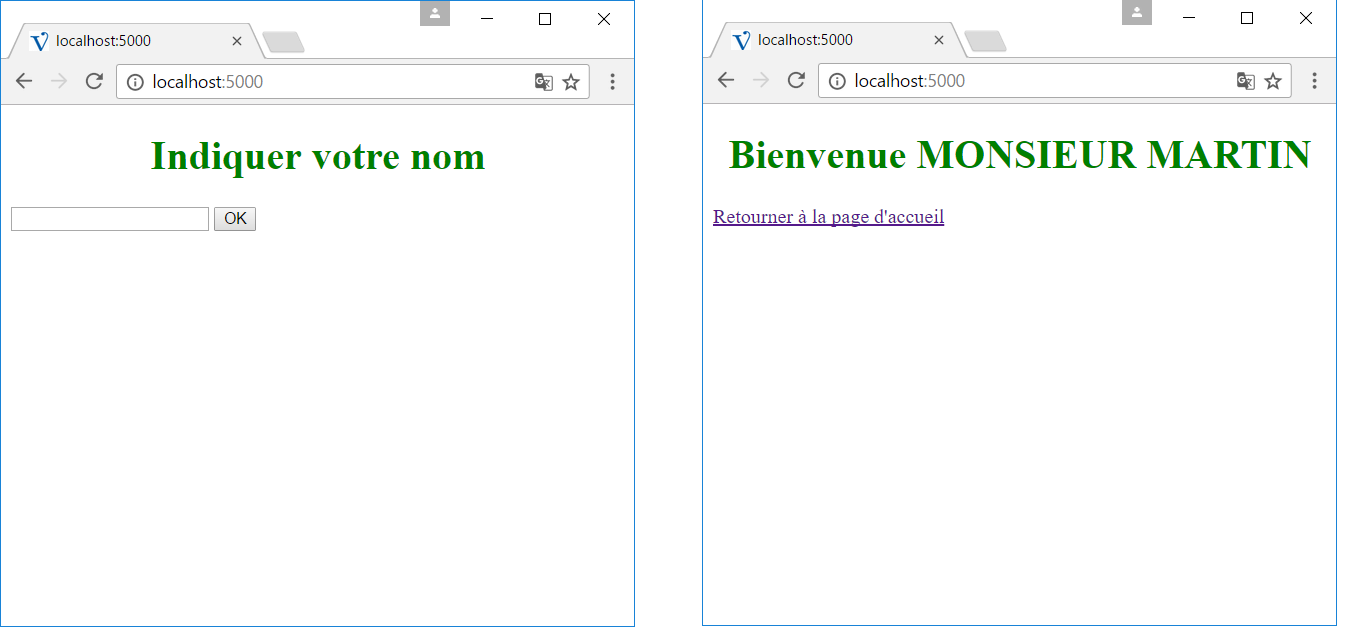 localhost:5000
localhost:5000
Indiquer votre nom
OK
localhost:5000
localhost:5000
Bienvenue MONSIEUR MARTIN
Retourner à la page d'accueil